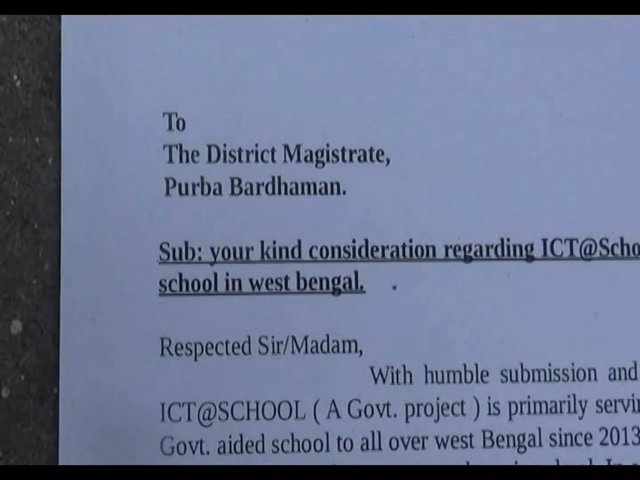 To
The District Magistrate,
Purba Bardhaman.
Sub: your kind consideration regarding ICT@Scho
school in west bengal.
Respected Sir/Madam,
With humble submission and
ICT@SCHOOL ( A Govt. project ) is primarily servi
Govt. aided school to all over west Bengal since 2013